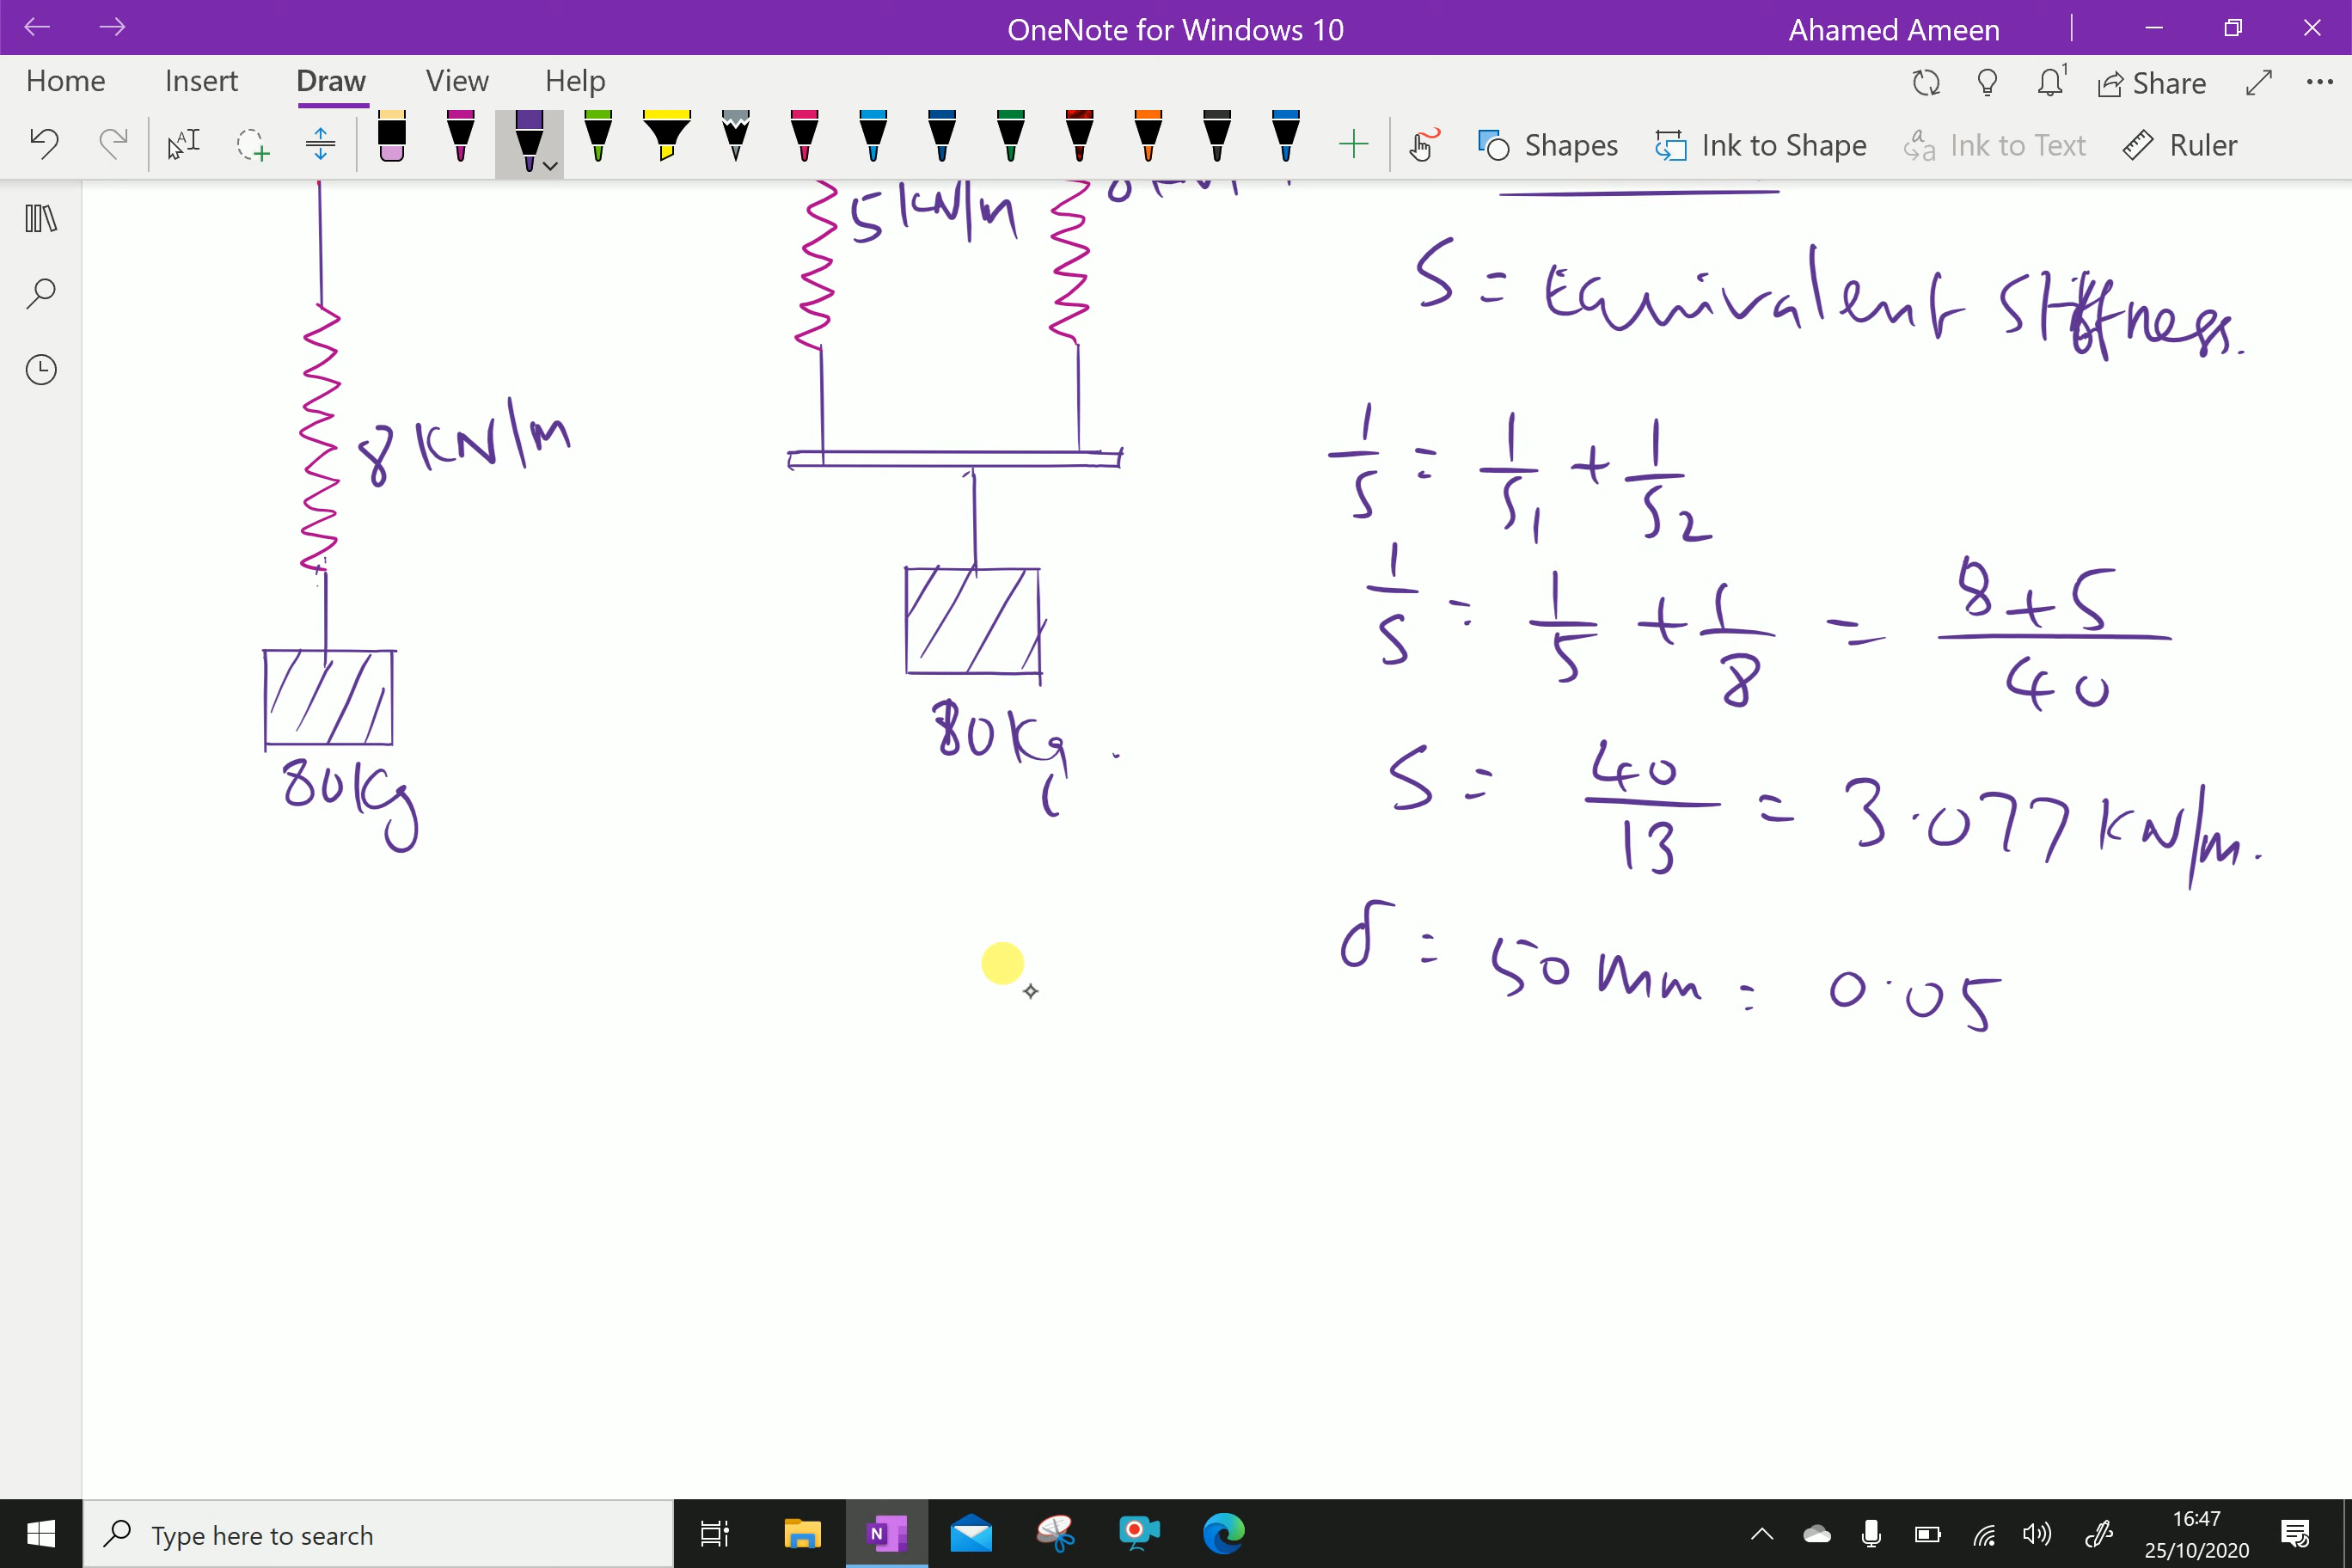 OneNote for Windows 10
Ahamed Ameen
Home Insert Draw View Help
1
Share
Shapes Ink to Shape Ink to Text Ruler
5 KN/m
S = Equivalent Stiffness.
8 KN/m
1/S = 1/S1 + 1/S2
1/S = 1/5 + 1/8 = 8+5/40
80Kg
80Kg.
S = 40/13 = 3.077 KN/m.
δ = 50 mm = 0.05
Type here to search
16:47
25/10/2020